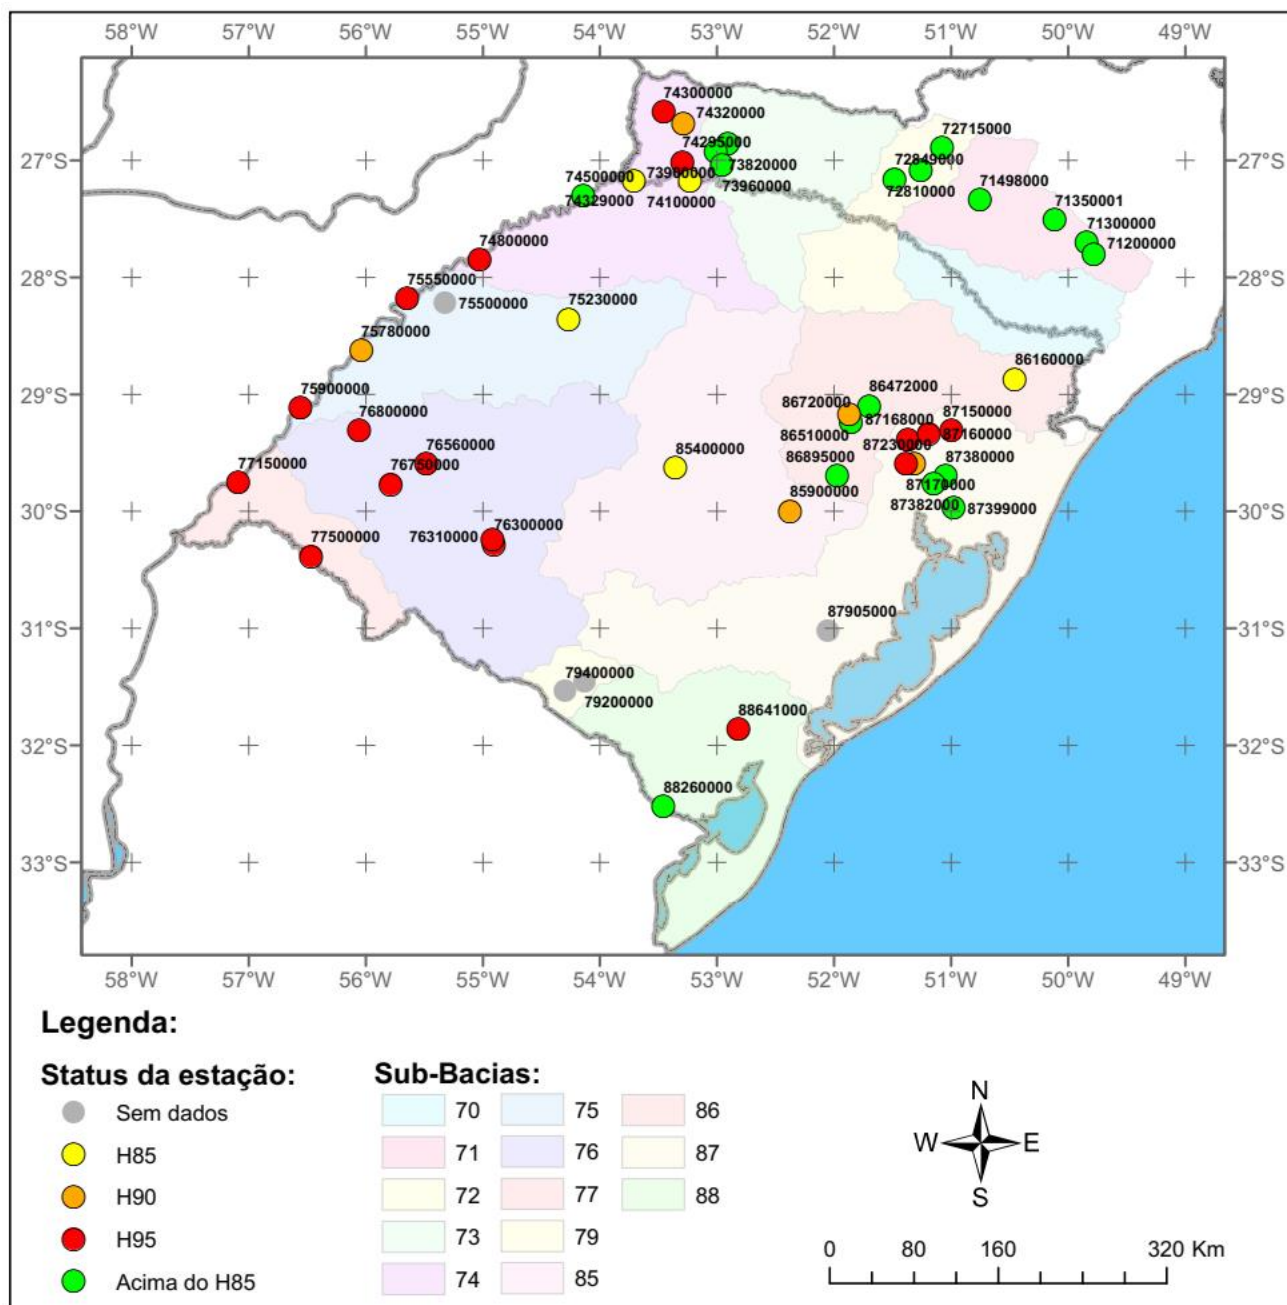 58°W 57°W 56°W 55°W 54°W 53°W 52°W 51°W 50°W 49°W
74300000
74320000
72715000
27°S 27°S
74295000
72849000
73820000
74500000
73900000
73960000
72810000
71498000
74329000
74100000
71350001
71300000
71200000
74800000
28°S 28°S
75550000
75500000
75230000
75780000
86160000
29°S 29°S
75900000
86472000
86720000
76800000
87168000
87150000
86510000
87160000
76560000
87230000
85400000
86895000
87380000
77150000
76750000
85900000
87170000
30°S 30°S
87382000
87399000
77500000
76310000
76300000
31°S 31°S
87905000
79400000
79200000
88641000
32°S 32°S
88260000
33°S 33°S
58°W 57°W 56°W 55°W 54°W 53°W 52°W 51°W 50°W 49°W
Legenda:
Status da estação:
Sem dados
H85
H90
H95
Acima do H85
Sub-Bacias:
70 75 86
71 76 87
72 77 88
73 79
74 85
N
W E
S
0 80 160 320 Km